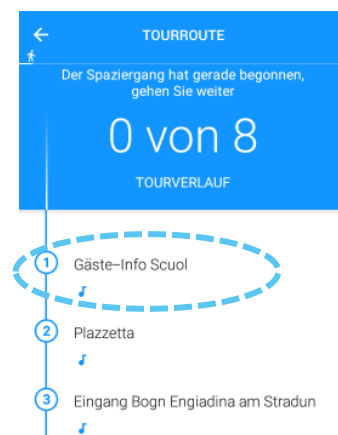 TOURROUTE
Der Spaziergang hat gerade begonnen,
gehen Sie weiter
0 von 8
TOURVERLAUF
1 Gäste-Info Scuol
2 Plazzetta
3 Eingang Bogn Engiadina am Stradun